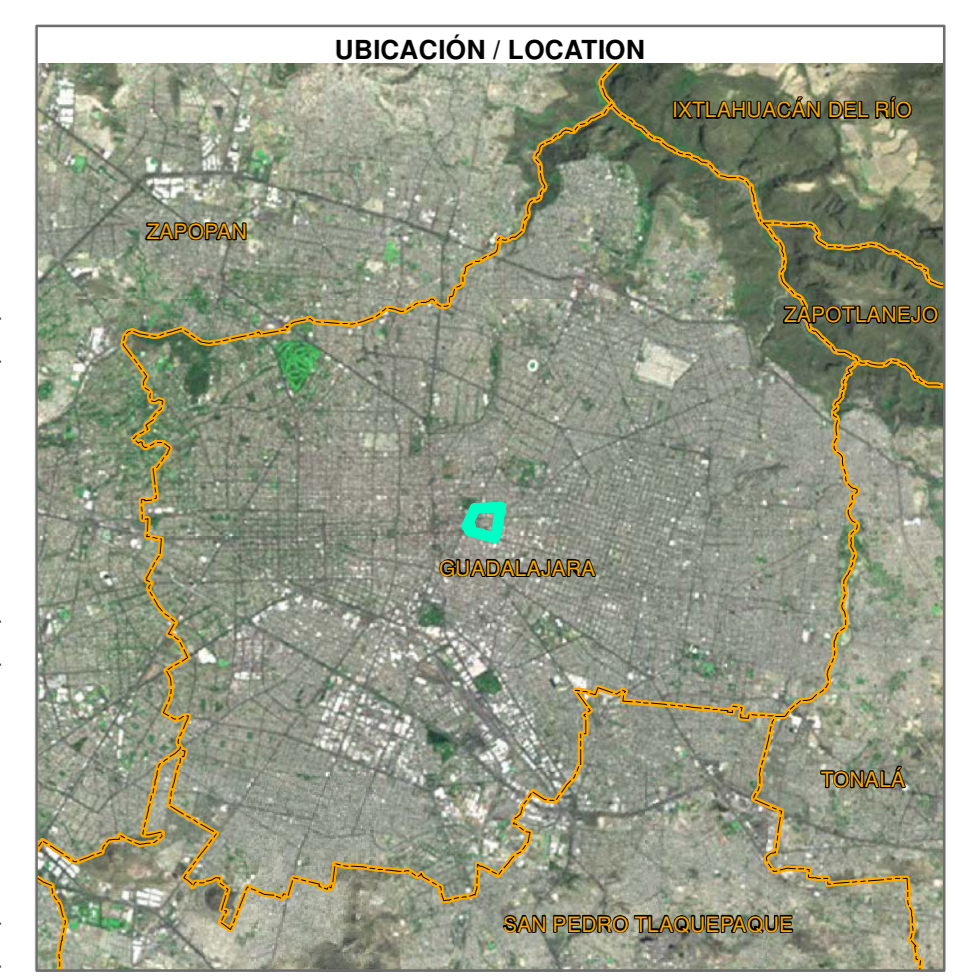 UBICACIÓN / LOCATION
IXTLAHUACÁN DEL RÍO
ZAPOPAN
ZAPOTLANEJO
GUADALAJARA
TONALÁ
SAN PEDRO TLAQUEPAQUE